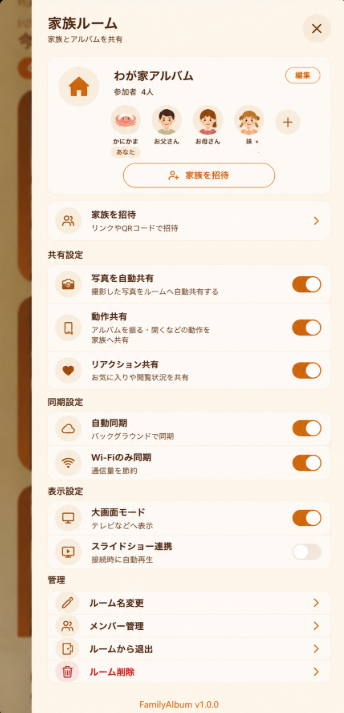 家族ルーム
家族とアルバムを共有
わが家アルバム
編集
参加者 4人
かにかま
お父さん
お母さん
妹
あなた
家族を招待
家族を招待
リンクやQRコードで招待
共有設定
写真を自動共有
撮影した写真をルームへ自動共有する
動作共有
アルバムを振る・開くなどの動作を
家族へ共有
リアクション共有
お気に入りや閲覧状況を共有
同期設定
自動同期
バックグラウンドで同期
Wi-Fiのみ同期
通信量を節約
表示設定
大画面モード
テレビなどへ表示
スライドショー連携
接続時に自動再生
管理
ルーム名変更
メンバー管理
ルームから退出
ルーム削除
FamilyAlbum v1.0.0